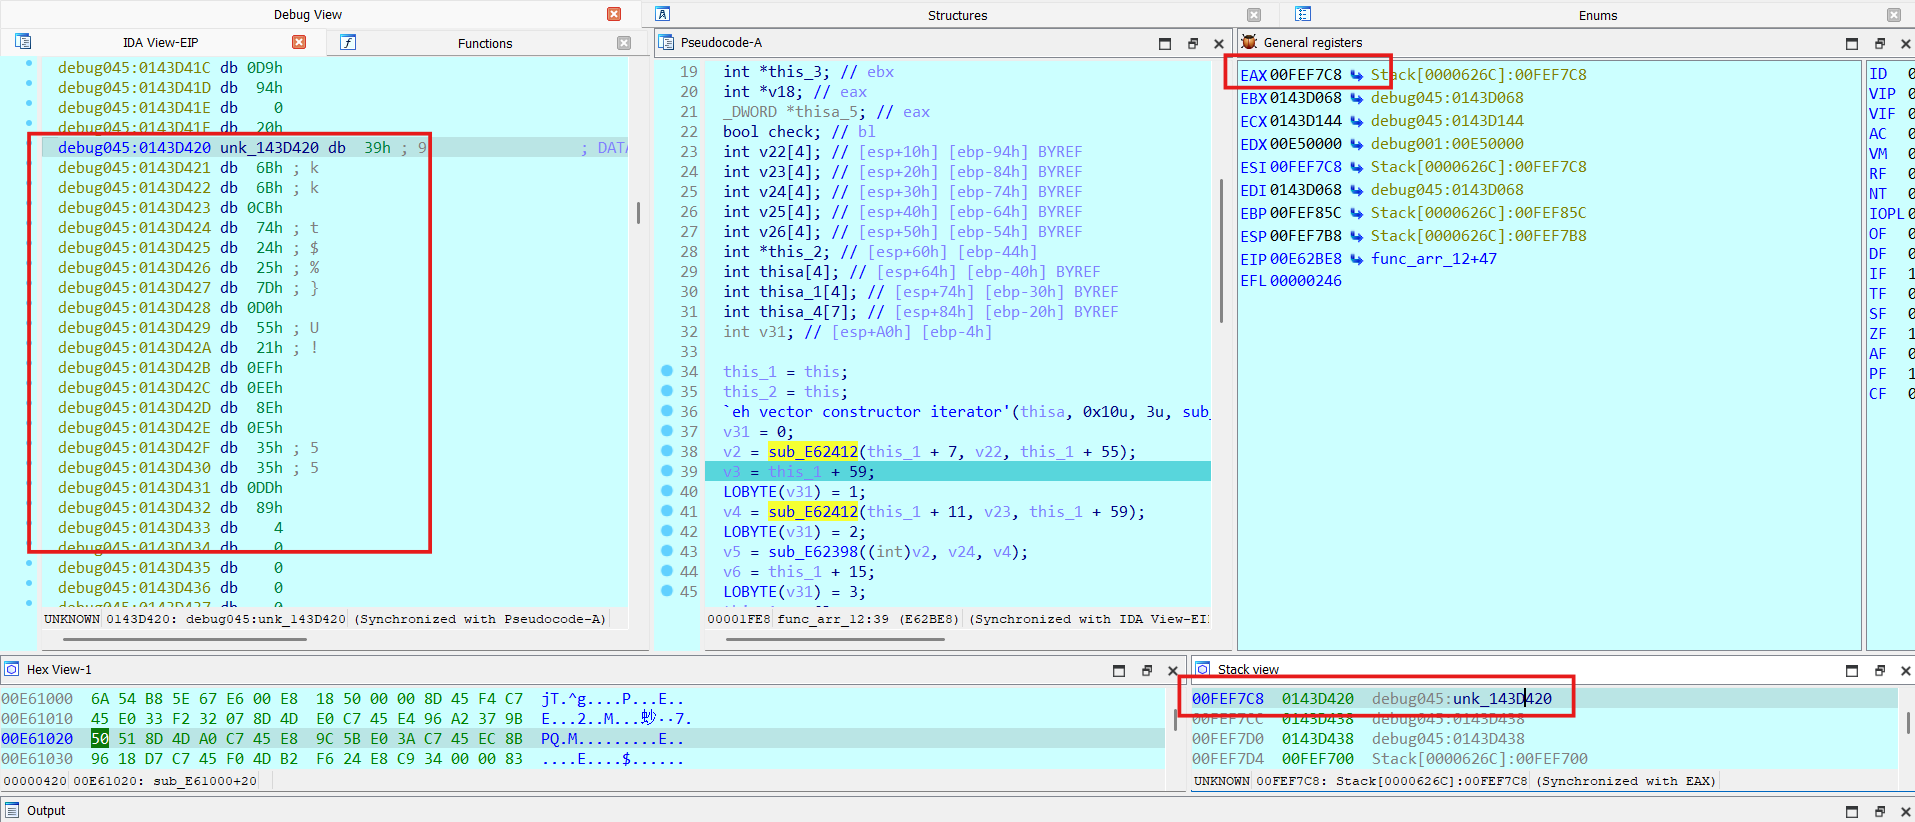 Debug View
Structures
Enums
IDA View-EIP
Functions
debug045:0143D41C db 0D9h
debug045:0143D41D db  94h
debug045:0143D41E db    0
debug045:0143D41F db  20h
debug045:0143D420 unk_143D420 db  39h ; 9                 ; DATA
debug045:0143D421 db  6Bh ; k
debug045:0143D422 db  6Bh ; k
debug045:0143D423 db 0CBh
debug045:0143D424 db  74h ; t
debug045:0143D425 db  24h ; $
debug045:0143D426 db  25h ; %
debug045:0143D427 db  7Dh ; }
debug045:0143D428 db 0D0h
debug045:0143D429 db  55h ; U
debug045:0143D42A db  21h ; !
debug045:0143D42B db 0EFh
debug045:0143D42C db 0EEh
debug045:0143D42D db  8Eh
debug045:0143D42E db 0E5h
debug045:0143D42F db  35h ; 5
debug045:0143D430 db  35h ; 5
debug045:0143D431 db 0DDh
debug045:0143D432 db  89h
debug045:0143D433 db    4
debug045:0143D434 db    0
debug045:0143D435 db    0
debug045:0143D436 db    0
debug045:0143D437 db    0
UNKNOWN 0143D420: debug045:unk_143D420 (Synchronized with Pseudocode-A)
Pseudocode-A
19 int *this_3; // ebx
20 int *v18; // eax
21 _DWORD *thisa_5; // eax
22 bool check; // bl
23 int v22[4]; // [esp+10h] [ebp-94h] BYREF
24 int v23[4]; // [esp+20h] [ebp-84h] BYREF
25 int v24[4]; // [esp+30h] [ebp-74h] BYREF
26 int v25[4]; // [esp+40h] [ebp-64h] BYREF
27 int v26[4]; // [esp+50h] [ebp-54h] BYREF
28 int *this_2; // [esp+60h] [ebp-44h]
29 int thisa[4]; // [esp+64h] [ebp-40h] BYREF
30 int thisa_1[4]; // [esp+74h] [ebp-30h] BYREF
31 int thisa_4[7]; // [esp+84h] [ebp-20h] BYREF
32 int v31; // [esp+A0h] [ebp-4h]
33
34 this_1 = this;
35 this_2 = this;
36 `eh vector constructor iterator'(thisa, 0x10u, 3u, sub_
37 v31 = 0;
38 v2 = sub_E62412(this_1 + 7, v22, this_1 + 55);
39 v3 = this_1 + 59;
40 LOBYTE(v31) = 1;
41 v4 = sub_E62412(this_1 + 11, v23, this_1 + 59);
42 LOBYTE(v31) = 2;
43 v5 = sub_E62398((int)v2, v24, v4);
44 v6 = this_1 + 15;
45 LOBYTE(v31) = 3;
00001FE8 func_arr_12:39 (E62BE8) (Synchronized with IDA View-EI
General registers
EAX 00FEF7C8 Stack[0000626C]:00FEF7C8
EBX 0143D068 debug045:0143D068
ECX 0143D144 debug045:0143D144
EDX 00E50000 debug001:00E50000
ESI 00FEF7C8 Stack[0000626C]:00FEF7C8
EDI 0143D068 debug045:0143D068
EBP 00FEF85C Stack[0000626C]:00FEF85C
ESP 00FEF7B8 Stack[0000626C]:00FEF7B8
EIP 00E62BE8 func_arr_12+47
EFL 00000246
ID 0
VIP 0
VIF 0
AC 0
VM 0
RF 0
NT 0
IOPL 0
OF 0
DF 0
IF 1
TF 0
SF 0
ZF 1
AF 0
PF 1
CF 0
Hex View-1
00E61000 6A 54 B8 5E 67 E6 00 E8 18 50 00 00 8D 45 F4 C7 jT.^g....P...E..
00E61010 45 E0 33 F2 32 07 8D 4D E0 C7 45 E4 96 A2 37 9B
00E61020 50 51 8D 4D A0 C7 45 E8 9C 5B E0 3A C7 45 EC 8B PQ.M.........E..
00E61030 96 18 D7 C7 45 F0 4D B2 F6 24 E8 C9 34 00 00 83 ....E....$......
00000420 00E61020: sub_E61000+20
Stack view
00FEF7C8 0143D420 debug045:unk_143D420
00FEF7CC 0143D438 debug045:0143D438
00FEF7D0 0143D438 debug045:0143D438
00FEF7D4 00FEF700 Stack[0000626C]:00FEF700
UNKNOWN 00FEF7C8: Stack[0000626C]:00FEF7C8 (Synchronized with EAX)
Output